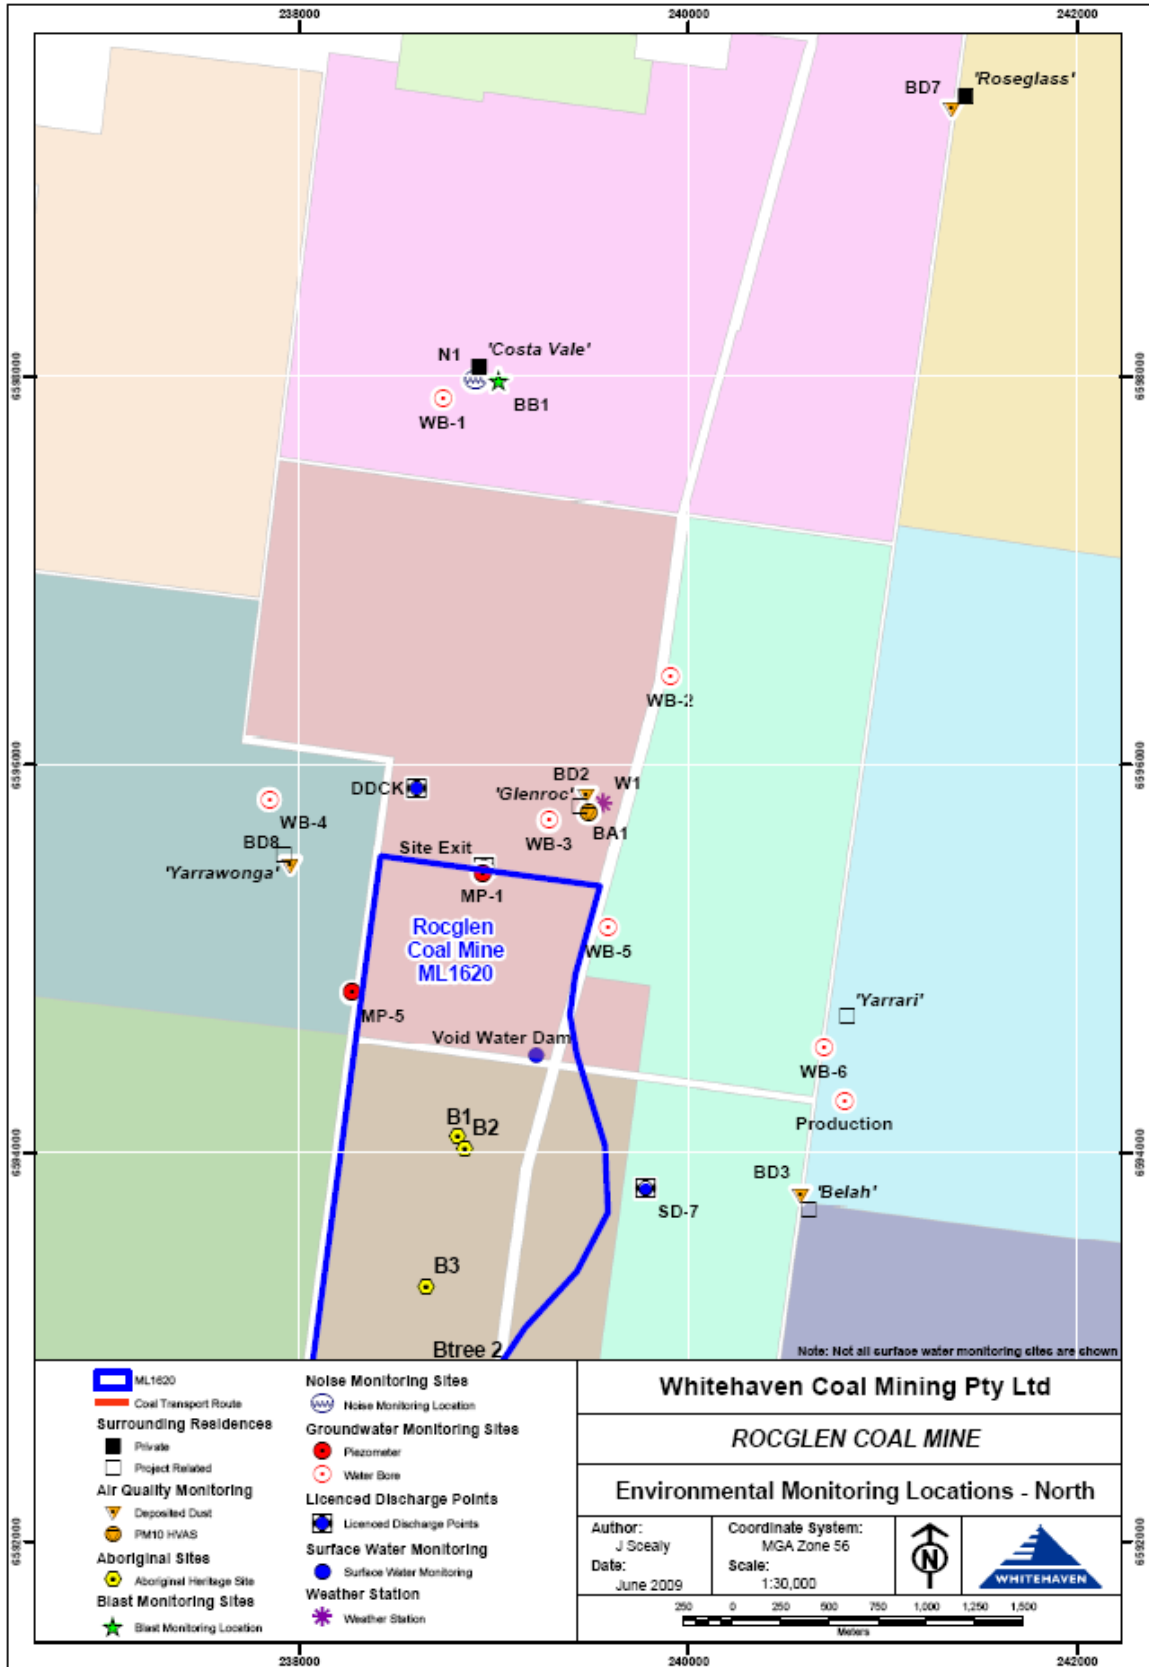 238000
240000
242000
BD7
'Roseglass'
N1
'Costa Vale'
6598000
6598000
WB-1
BB1
WB-2
6596000
6596000
DDCK
BD2
W1
'Glenroc'
WB-4
WB-3
BA1
BD8
Site Exit
'Yarrawonga'
MP-1
Rocglen
Coal Mine
ML1620
WB-5
MP-5
'Yarrari'
Void Water Dam
WB-6
Production
B1
B2
6594000
6594000
BD3
'Belah'
SD-7
B3
Btree 2
Note: Not all surface water monitoring sites are shown
ML1620
Coal Transport Route
Surrounding Residences
Private
Project Related
Air Quality Monitoring
Deposited Dust
PM10 HVAS
Aboriginal Sites
Aboriginal Heritage Site
Blast Monitoring Sites
Blast Monitoring Location
Noise Monitoring Sites
Noise Monitoring Location
Groundwater Monitoring Sites
Piezometer
Water Bore
Licenced Discharge Points
Licenced Discharge Points
Surface Water Monitoring
Surface Water Monitoring
Weather Station
Weather Station
Whitehaven Coal Mining Pty Ltd
ROCGLEN COAL MINE
Environmental Monitoring Locations - North
Author:
J Scealy
Date:
June 2009
Coordinate System:
MGA Zone 56
Scale:
1:30,000
N
WHITEHAVEN
250 0 250 500 750 1,000 1,250 1,500
Meters
6592000
6592000
238000
240000
242000